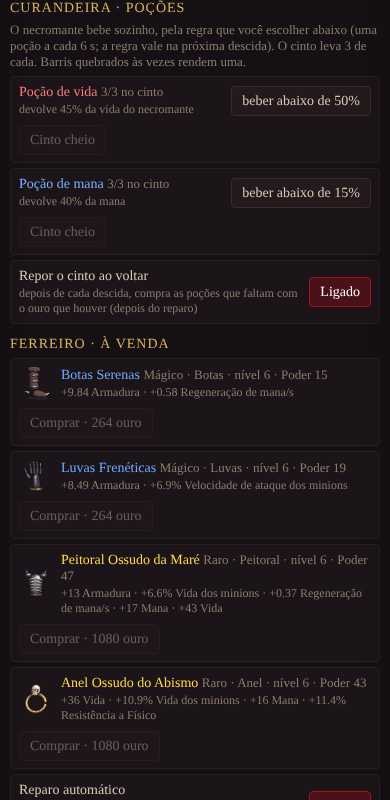 CURANDEIRA · POÇÕES
O necromante bebe sozinho, pela regra que você escolher abaixo (uma
poção a cada 6 s; a regra vale na próxima descida). O cinto leva 3 de
cada. Barris quebrados às vezes rendem uma.
Poção de vida 3/3 no cinto
devolve 45% da vida do necromante
beber abaixo de 50%
Cinto cheio
Poção de mana 3/3 no cinto
devolve 40% da mana
beber abaixo de 15%
Cinto cheio
Repor o cinto ao voltar
depois de cada descida, compra as poções que faltam com
o ouro que houver (depois do reparo)
Ligado
FERREIRO · À VENDA
Botas Serenas Mágico · Botas · nível 6 · Poder 15
+9.84 Armadura · +0.58 Regeneração de mana/s
Comprar · 264 ouro
Luvas Frenéticas Mágico · Luvas · nível 6 · Poder 19
+8.49 Armadura · +6.9% Velocidade de ataque dos minions
Comprar · 264 ouro
Peitoral Ossudo da Maré Raro · Peitoral · nível 6 · Poder
47
+13 Armadura · +6.6% Vida dos minions · +0.37 Regeneração
de mana/s · +17 Mana · +43 Vida
Comprar · 1080 ouro
Anel Ossudo do Abismo Raro · Anel · nível 6 · Poder 43
+36 Vida · +10.9% Vida dos minions · +16 Mana · +11.4%
Resistência a Físico
Comprar · 1080 ouro
Reparo automático